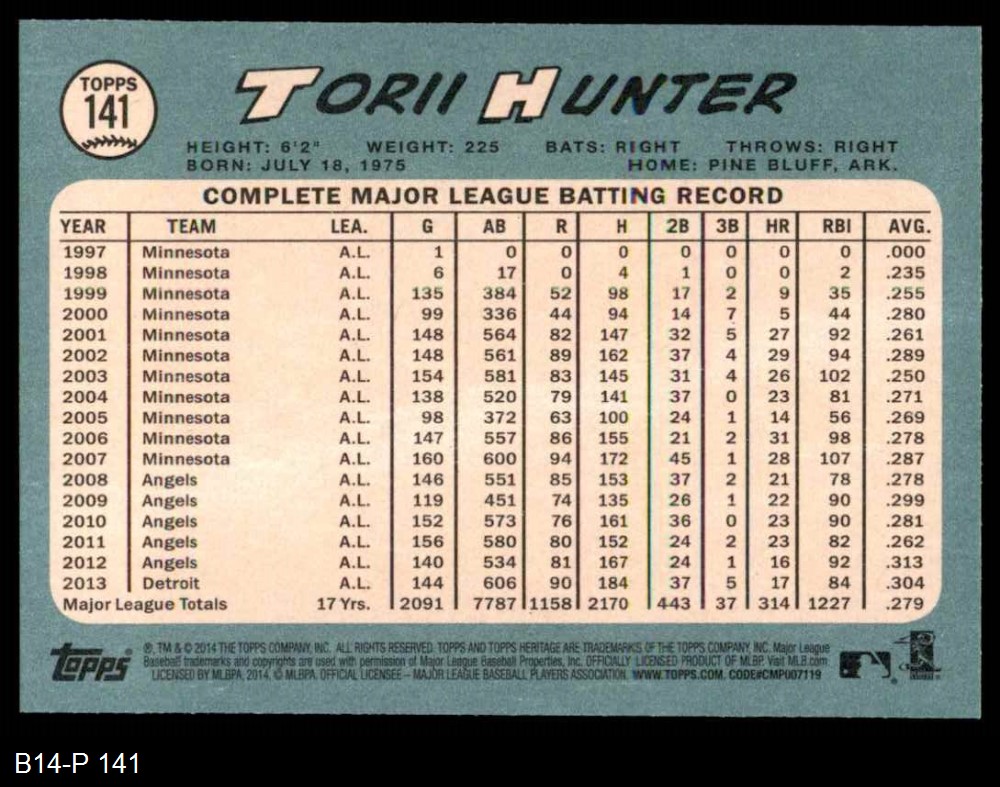 TOPPS
141
TORII HUNTER
HEIGHT: 6'2" WEIGHT: 225 BATS: RIGHT THROWS: RIGHT
BORN: JULY 18, 1975 HOME: PINE BLUFF, ARK.
COMPLETE MAJOR LEAGUE BATTING RECORD
YEAR TEAM LEA. G AB R H 2B 3B HR RBI AVG.
1997 Minnesota A.L. 1 0 0 0 0 0 0 0 .000
1998 Minnesota A.L. 6 17 0 4 1 0 0 2 .235
1999 Minnesota A.L. 135 384 52 98 17 2 9 35 .255
2000 Minnesota A.L. 99 336 44 94 14 7 5 44 .280
2001 Minnesota A.L. 148 564 82 147 32 5 27 92 .261
2002 Minnesota A.L. 148 561 89 162 37 4 29 94 .289
2003 Minnesota A.L. 154 581 83 145 31 4 26 102 .250
2004 Minnesota A.L. 138 520 79 141 37 0 23 81 .271
2005 Minnesota A.L. 98 372 63 100 24 1 14 56 .269
2006 Minnesota A.L. 147 557 86 155 21 2 31 98 .278
2007 Minnesota A.L. 160 600 94 172 45 1 28 107 .287
2008 Angels A.L. 146 551 85 153 37 2 21 78 .278
2009 Angels A.L. 119 451 74 135 26 1 22 90 .299
2010 Angels A.L. 152 573 76 161 36 0 23 90 .281
2011 Angels A.L. 156 580 80 152 24 2 23 82 .262
2012 Angels A.L. 140 534 81 167 24 1 16 92 .313
2013 Detroit A.L. 144 606 90 184 37 5 17 84 .304
Major League Totals 17 Yrs. 2091 7787 1158 2170 443 37 314 1227 .279
Topps
®, TM & © 2014 THE TOPPS COMPANY, INC. ALL RIGHTS RESERVED. TOPPS AND TOPPS HERITAGE ARE TRADEMARKS OF THE TOPPS COMPANY, INC. Major League
Baseball trademarks and copyrights are used with permission of Major League Baseball Properties, Inc. OFFICIALLY LICENSED PRODUCT OF MLBP. Visit MLB.com
LICENSED BY MLBPA, 2014, © MLBPA. OFFICIAL LICENSEE – MAJOR LEAGUE BASEBALL PLAYERS ASSOCIATION. WWW.TOPPS.COM. CODE#CMP007119
B14-P 141